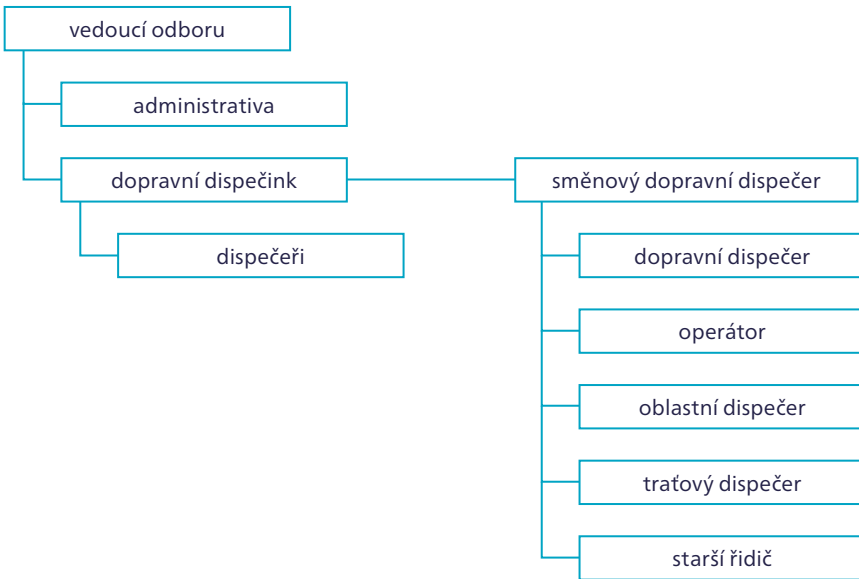 vedoucí odboru
administrativa
dopravní dispečink
dispečeři
směnový dopravní dispečer
dopravní dispečer
operátor
oblastní dispečer
traťový dispečer
starší řidič